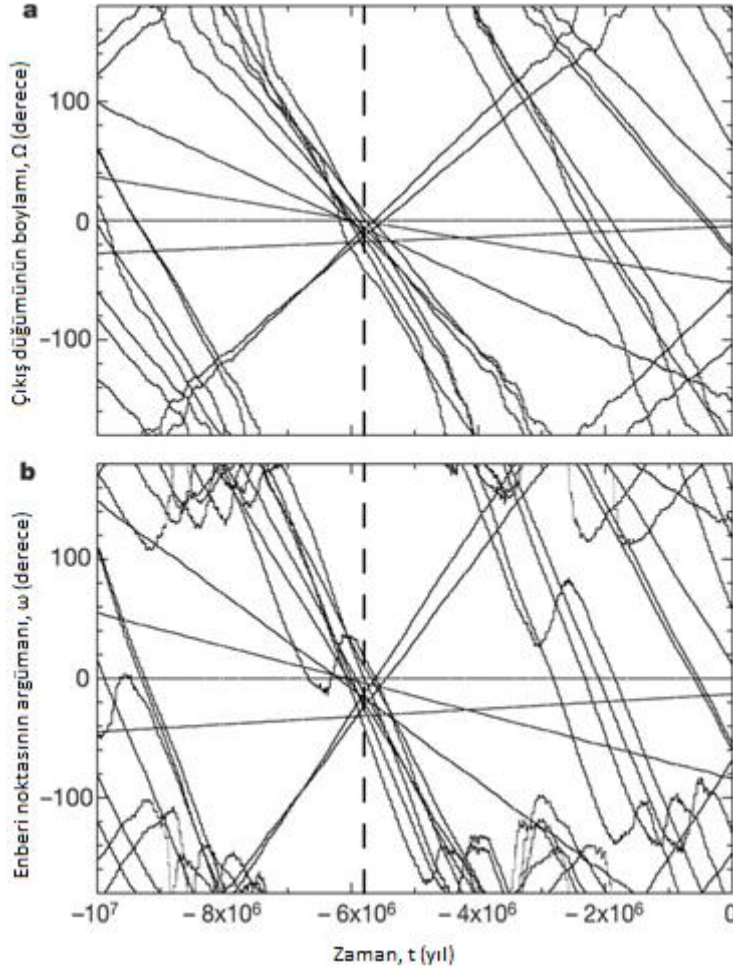 a
Çıkış düğümünün boylamı, Ω (derece)
100
0
−100
b
Enberi noktasının argümanı, ω (derece)
100
0
−100
−10⁷ −8x10⁶ −6x10⁶ −4x10⁶ −2x10⁶ 0
Zaman, t (yıl)